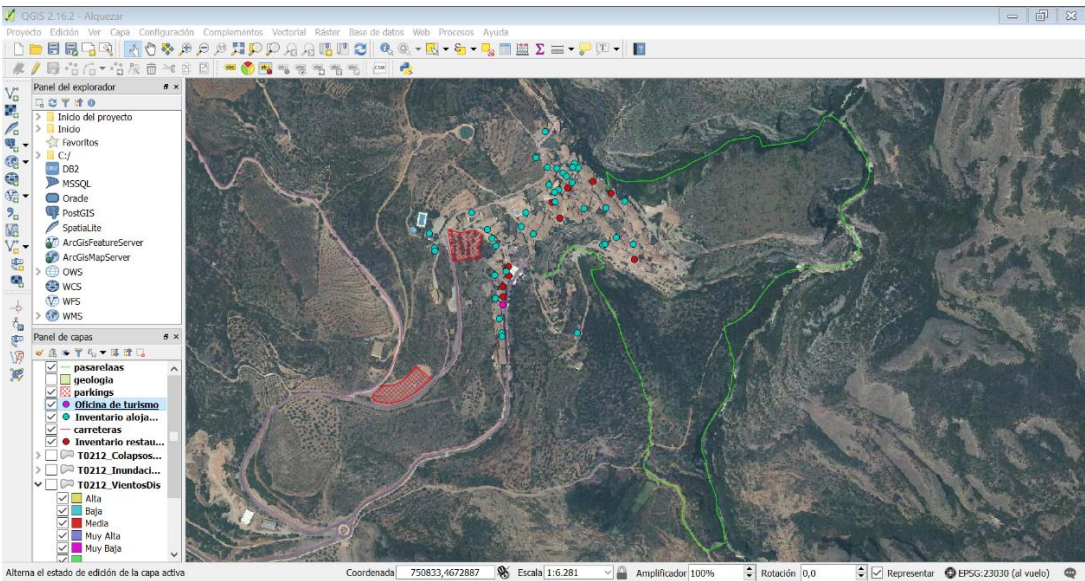 QGIS 2.16.2 - Alquezar
Proyecto Edición Ver Capa Configuración Complementos Vectorial Ráster Base de datos Web Procesos Ayuda
Panel del explorador
Inicio del proyecto
Inicio
Favoritos
C:/
DB2
MSSQL
Oracle
PostGIS
SpatiaLite
ArcGisFeatureServer
ArcGisMapServer
OWS
WCS
WFS
WMS
Panel de capas
pasarelaas
geologia
parkings
Oficina de turismo
Inventario aloja...
carreteras
Inventario restau...
T0212_Colapsos...
T0212_Inundaci...
T0212_VientosDis
Alta
Baja
Media
Muy Alta
Muy Baja
Alterna el estado de edición de la capa activa Coordenada 750833,4672887 Escala 1:6.281 Amplificador 100% Rotación 0,0 Representar EPSG:23030 (al vuelo)